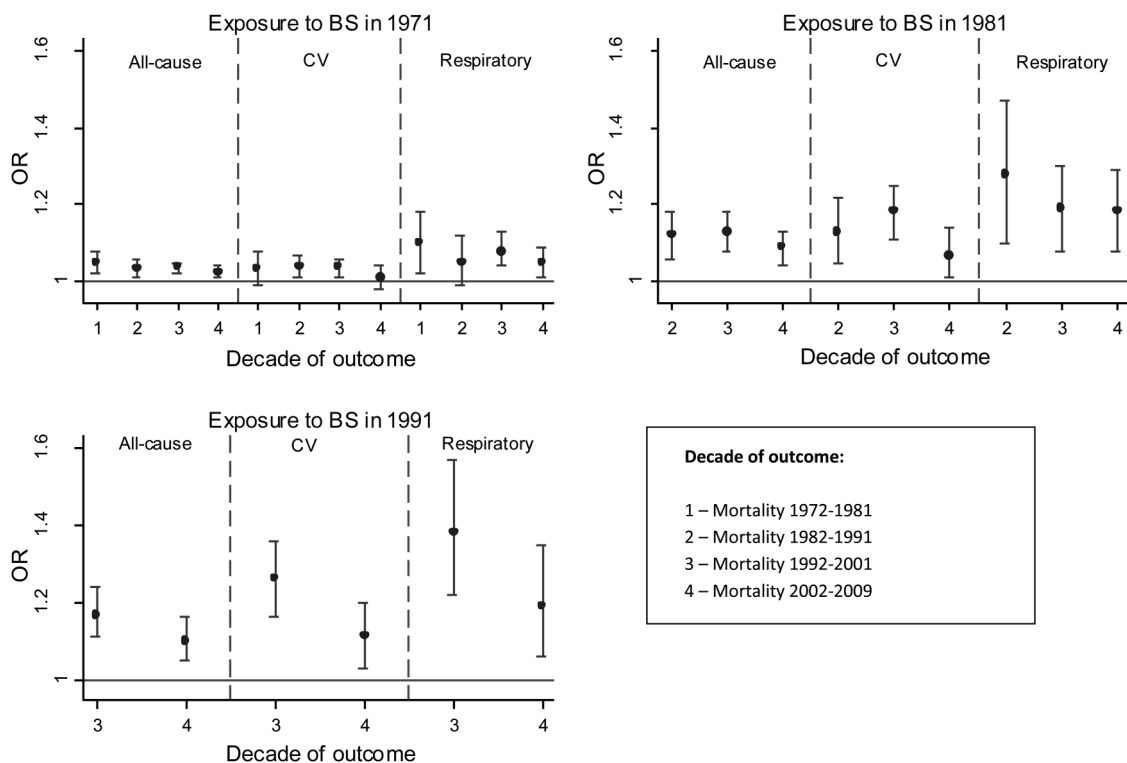 Exposure to BS in 1971
All-cause CV Respiratory
OR
1 1.2 1.4 1.6
1 2 3 4 1 2 3 4 1 2 3 4
Decade of outcome
Exposure to BS in 1981
All-cause CV Respiratory
OR
1 1.2 1.4 1.6
2 3 4 2 3 4 2 3 4
Decade of outcome
Exposure to BS in 1991
All-cause CV Respiratory
OR
1 1.2 1.4 1.6
3 4 3 4 3 4
Decade of outcome
Decade of outcome:
1 – Mortality 1972-1981
2 – Mortality 1982-1991
3 – Mortality 1992-2001
4 – Mortality 2002-2009